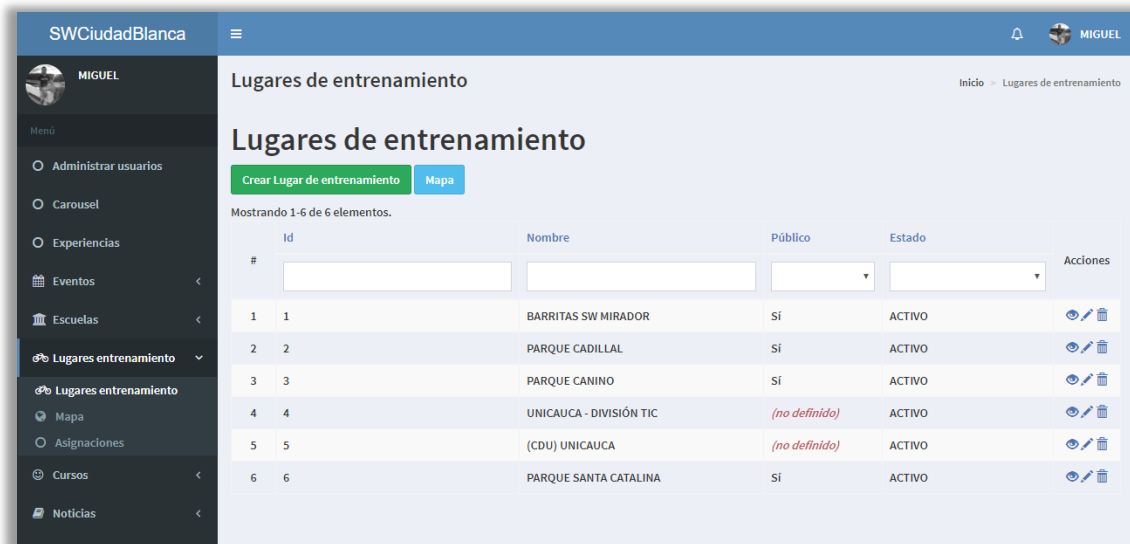 SWCiudadBlanca
MIGUEL
MIGUEL
Menú
Administrar usuarios
Carousel
Experiencias
Eventos
Escuelas
Lugares entrenamiento
Lugares entrenamiento
Mapa
Asignaciones
Cursos
Noticias
Lugares de entrenamiento
Inicio > Lugares de entrenamiento
Lugares de entrenamiento
Crear Lugar de entrenamiento Mapa
Mostrando 1-6 de 6 elementos.
# Id Nombre Público Estado Acciones
1 1 BARRITAS SW MIRADOR Sí ACTIVO
2 2 PARQUE CADILLAL Sí ACTIVO
3 3 PARQUE CANINO Sí ACTIVO
4 4 UNICAUCA - DIVISIÓN TIC (no definido) ACTIVO
5 5 (CDU) UNICAUCA (no definido) ACTIVO
6 6 PARQUE SANTA CATALINA Sí ACTIVO